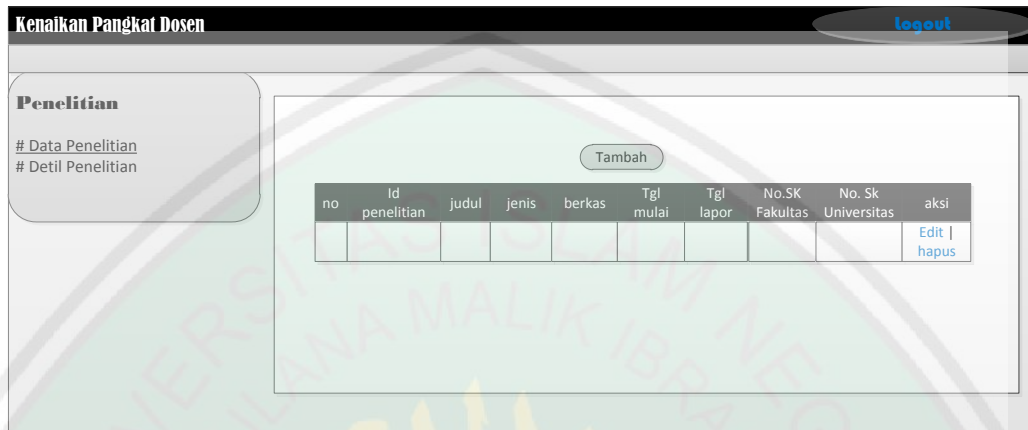 Kenaikan Pangkat Dosen
Logout
Penelitian
# Data Penelitian
# Detil Penelitian
Tambah
no Id penelitian judul jenis berkas Tgl mulai Tgl lapor No.SK Fakultas No. Sk Universitas aksi
Edit |
hapus